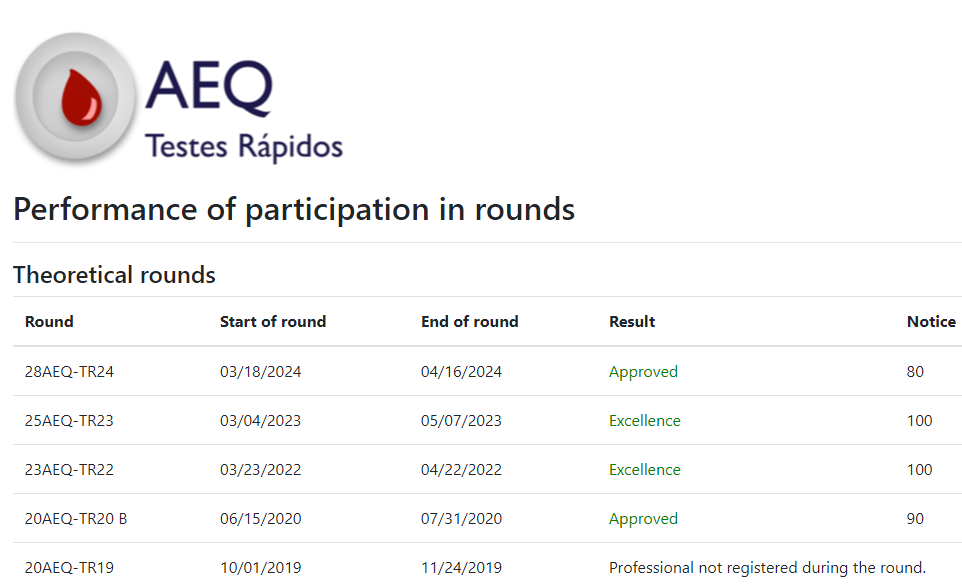 AEQ
Testes Rápidos
Performance of participation in rounds
Theoretical rounds
Round Start of round End of round Result Notice
28AEQ-TR24 03/18/2024 04/16/2024 Approved 80
25AEQ-TR23 03/04/2023 05/07/2023 Excellence 100
23AEQ-TR22 03/23/2022 04/22/2022 Excellence 100
20AEQ-TR20 B 06/15/2020 07/31/2020 Approved 90
20AEQ-TR19 10/01/2019 11/24/2019 Professional not registered during the round.